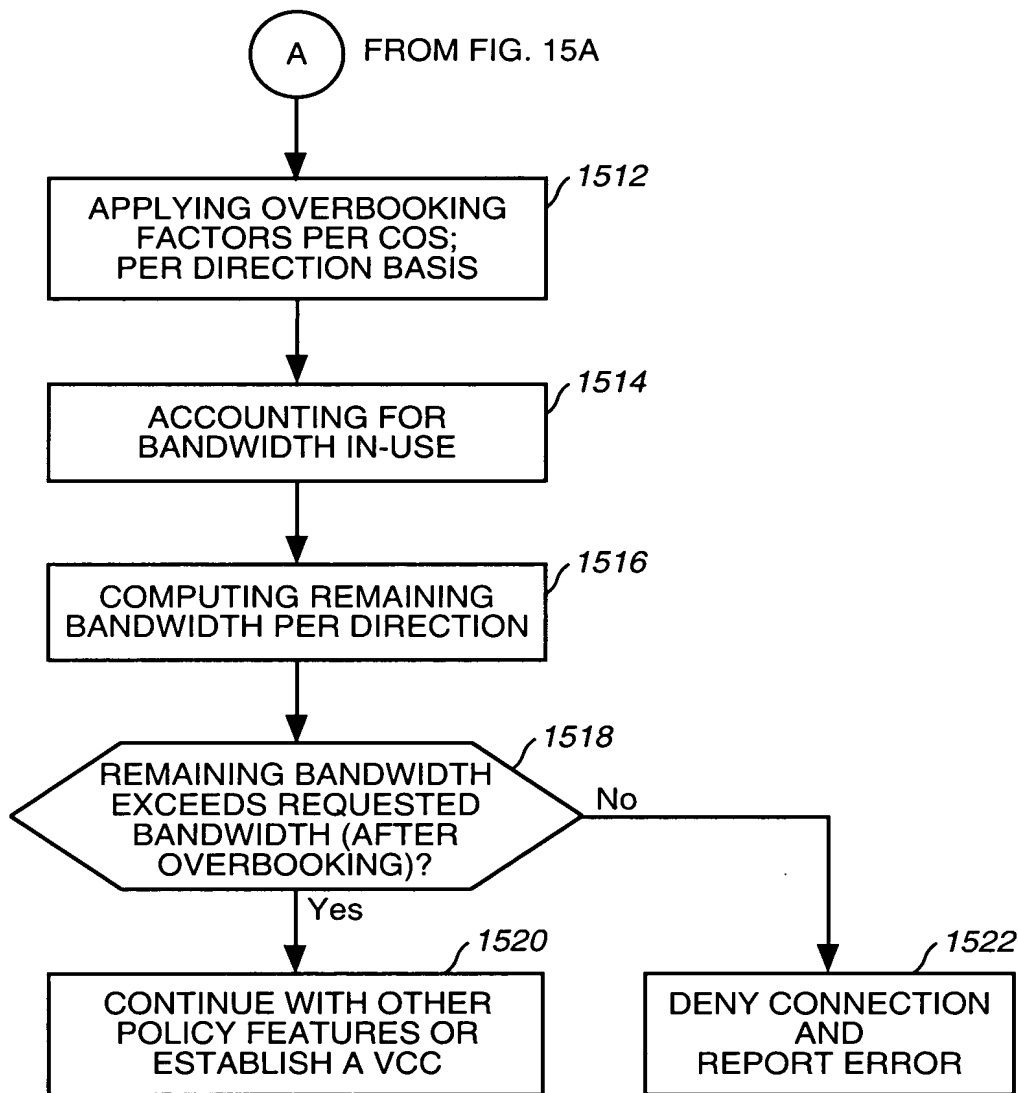 A
FROM FIG. 15A
1512
APPLYING OVERBOOKING
FACTORS PER COS;
PER DIRECTION BASIS
1514
ACCOUNTING FOR
BANDWIDTH IN-USE
1516
COMPUTING REMAINING
BANDWIDTH PER DIRECTION
1518
REMAINING BANDWIDTH
EXCEEDS REQUESTED
BANDWIDTH (AFTER
OVERBOOKING)?
No
Yes
1520
CONTINUE WITH OTHER
POLICY FEATURES OR
ESTABLISH A VCC
1522
DENY CONNECTION
AND
REPORT ERROR